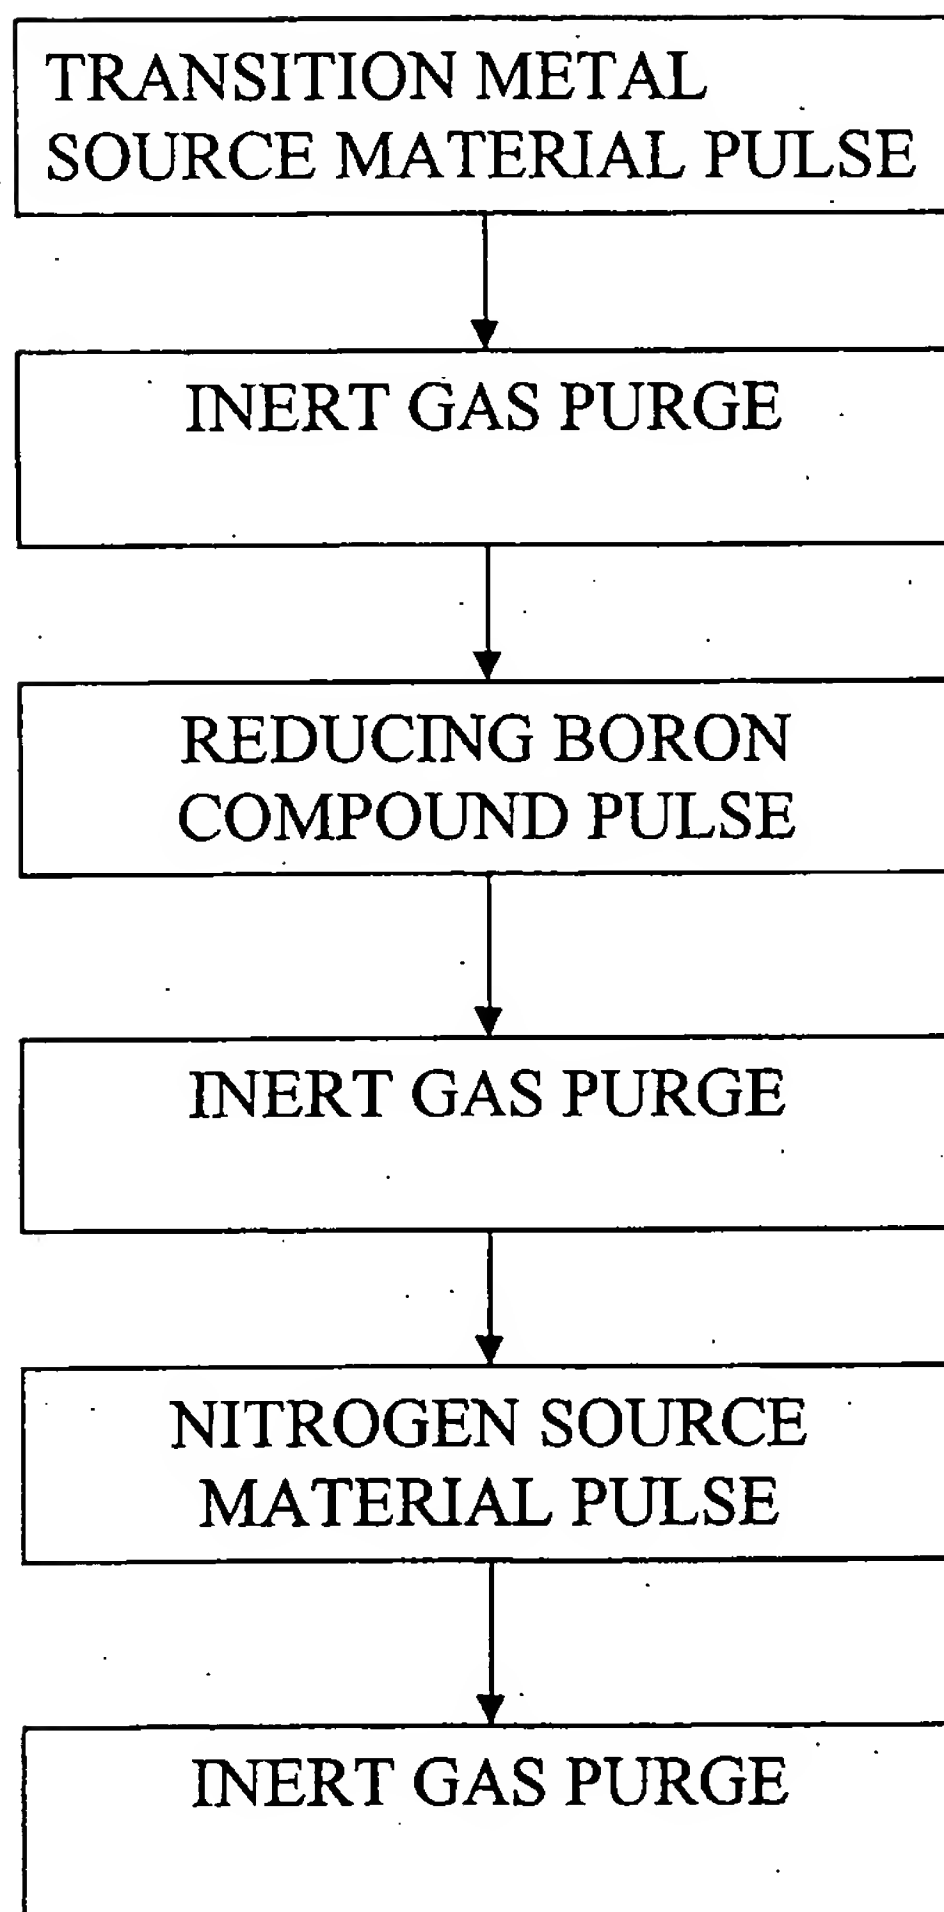 TRANSITION METAL
SOURCE MATERIAL PULSE
INERT GAS PURGE
REDUCING BORON
COMPOUND PULSE
INERT GAS PURGE
NITROGEN SOURCE
MATERIAL PULSE
INERT GAS PURGE